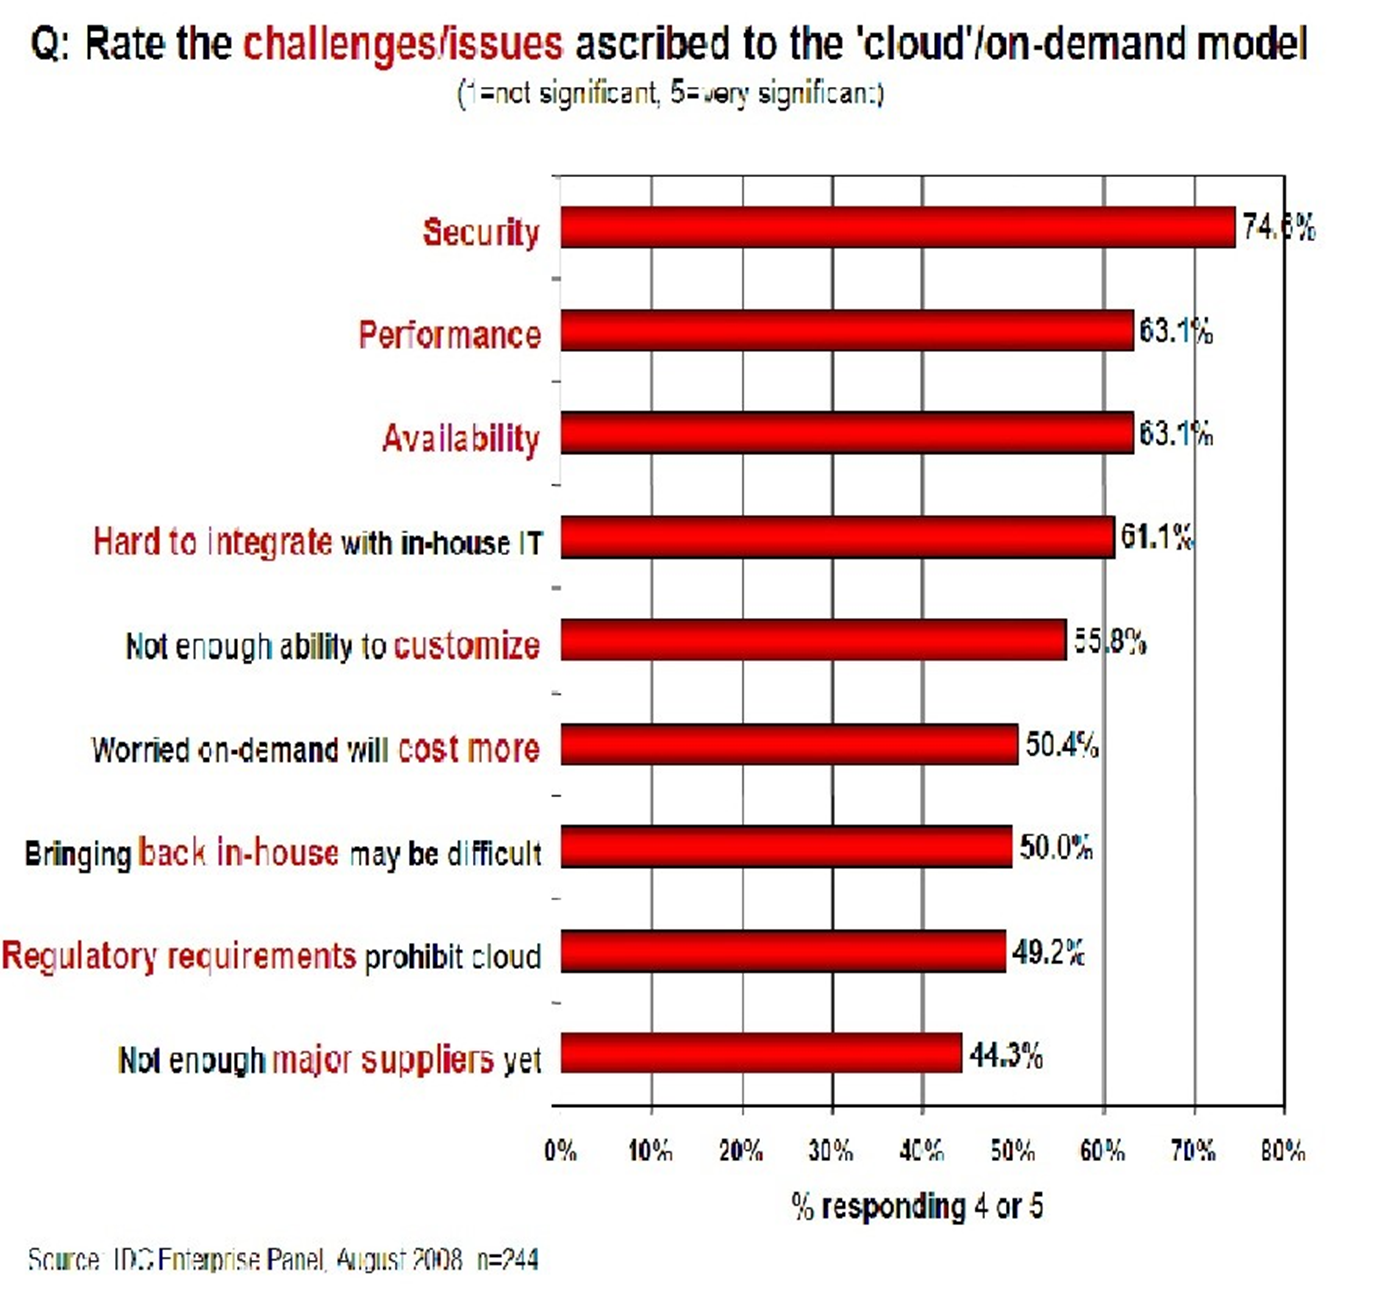 Q: Rate the challenges/issues ascribed to the 'cloud'/on-demand model
(1=not significant, 5=very significant)
Security 74.6%
Performance 63.1%
Availability 63.1%
Hard to integrate with in-house IT 61.1%
Not enough ability to customize 55.8%
Worried on-demand will cost more 50.4%
Bringing back in-house may be difficult 50.0%
Regulatory requirements prohibit cloud 49.2%
Not enough major suppliers yet 44.3%
0% 10% 20% 30% 40% 50% 60% 70% 80%
% responding 4 or 5
Source: IDC Enterprise Panel, August 2008 n=244